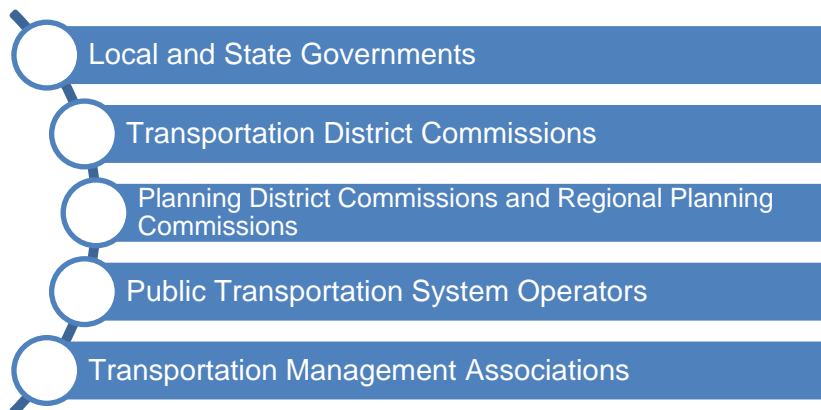 Local and State Governments
Transportation District Commissions
Planning District Commissions and Regional Planning
Commissions
Public Transportation System Operators
Transportation Management Associations